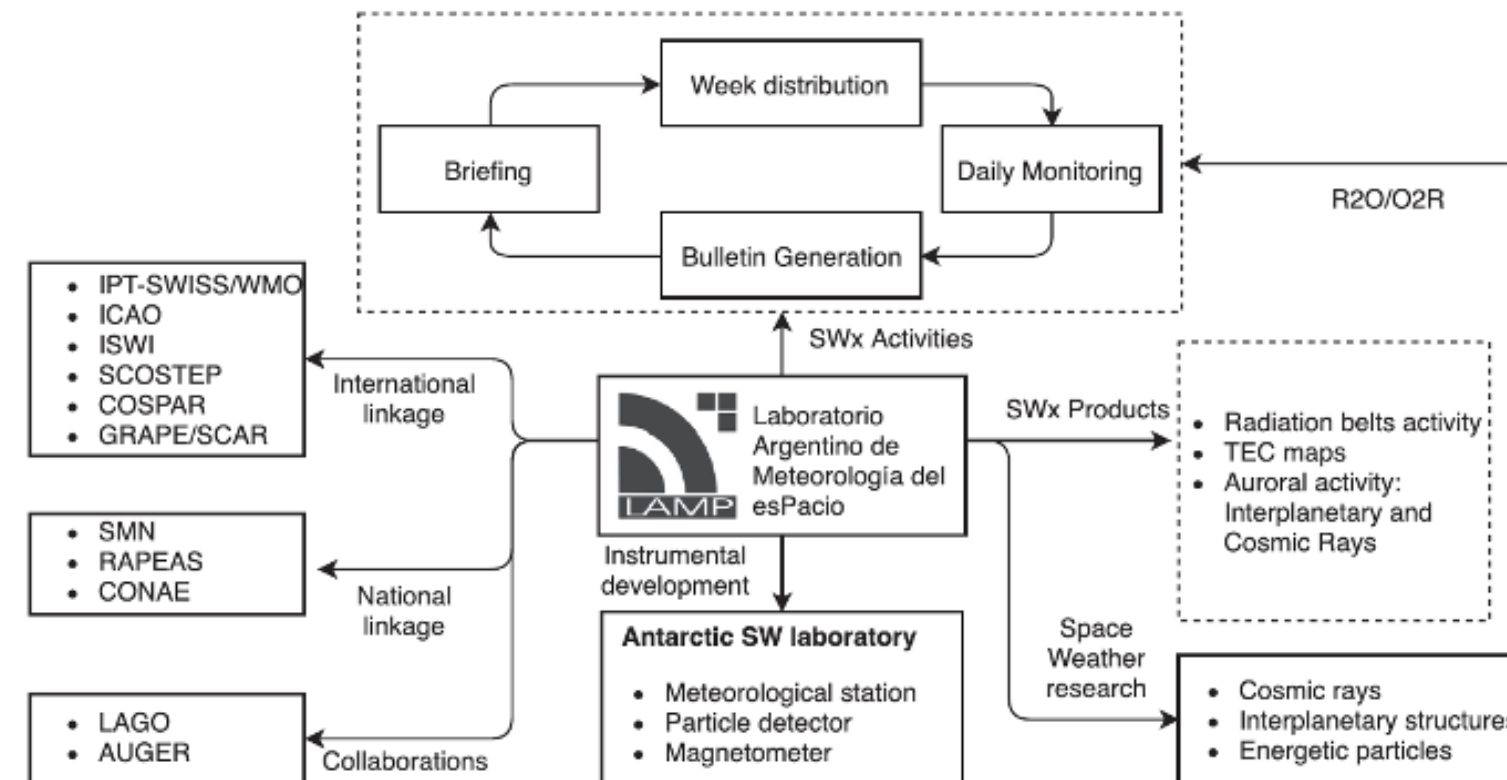 Week distribution
Briefing
Daily Monitoring
R2O/O2R
Bulletin Generation
• IPT-SWISS/WMO
• ICAO
• ISWI
• SCOSTEP
• COSPAR
• GRAPE/SCAR
SWx Activities
International
linkage
LAMP
Laboratorio
Argentino de
Meteorología del
esPacio
SWx Products
• Radiation belts activity
• TEC maps
• Auroral activity:
Interplanetary and
Cosmic Rays
• SMN
• RAPEAS
• CONAE
National
linkage
Instrumental
development
Antarctic SW laboratory
• Meteorological station
• Particle detector
• Magnetometer
Space
Weather
research
• Cosmic rays
• Interplanetary structures
• Energetic particles
• LAGO
• AUGER
Collaborations